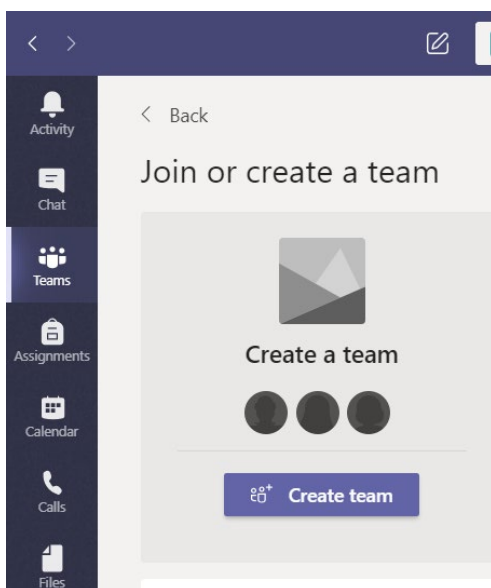 Activity
Back
Join or create a team
Chat
Teams
Create a team
Assignments
Calendar
Create team
Calls
Files